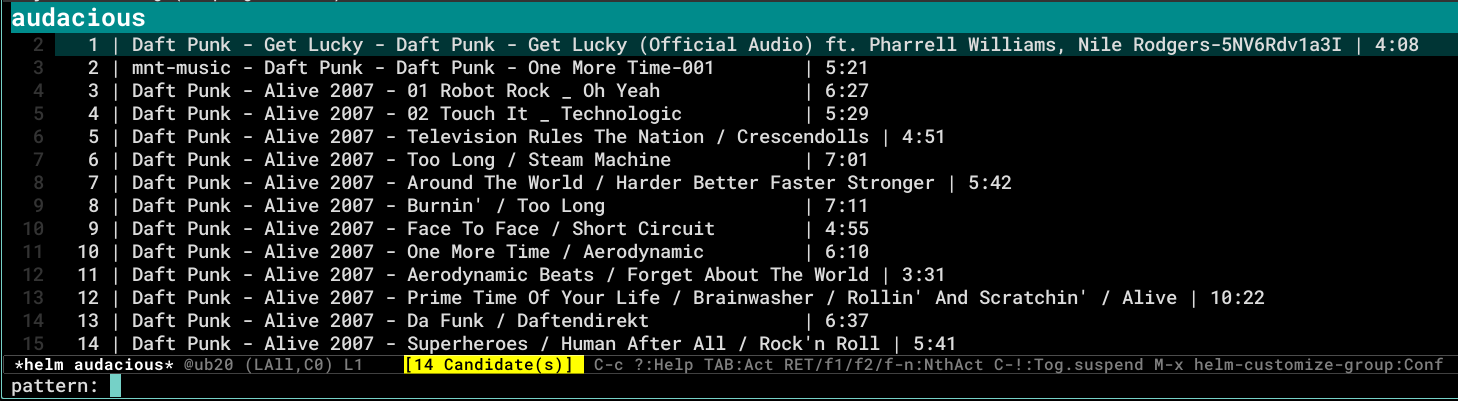 audacious
2 1 | Daft Punk - Get Lucky - Daft Punk - Get Lucky (Official Audio) ft. Pharrell Williams, Nile Rodgers-5NV6Rdv1a3I | 4:08
3 2 | mnt-music - Daft Punk - Daft Punk - One More Time-001 | 5:21
4 3 | Daft Punk - Alive 2007 - 01 Robot Rock _ Oh Yeah | 6:27
5 4 | Daft Punk - Alive 2007 - 02 Touch It _ Technologic | 5:29
6 5 | Daft Punk - Alive 2007 - Television Rules The Nation / Crescendolls | 4:51
7 6 | Daft Punk - Alive 2007 - Too Long / Steam Machine | 7:01
8 7 | Daft Punk - Alive 2007 - Around The World / Harder Better Faster Stronger | 5:42
9 8 | Daft Punk - Alive 2007 - Burnin' / Too Long | 7:11
10 9 | Daft Punk - Alive 2007 - Face To Face / Short Circuit | 4:55
11 10 | Daft Punk - Alive 2007 - One More Time / Aerodynamic | 6:10
12 11 | Daft Punk - Alive 2007 - Aerodynamic Beats / Forget About The World | 3:31
13 12 | Daft Punk - Alive 2007 - Prime Time Of Your Life / Brainwasher / Rollin' And Scratchin' / Alive | 10:22
14 13 | Daft Punk - Alive 2007 - Da Funk / Daftendirekt | 6:37
15 14 | Daft Punk - Alive 2007 - Superheroes / Human After All / Rock'n Roll | 5:41
*helm audacious* @ub20 (LAll,C0) L1 [14 Candidate(s)] C-c ?:Help TAB:Act RET/f1/f2/f-n:NthAct C-!:Tog.suspend M-x helm-customize-group:Conf
pattern: